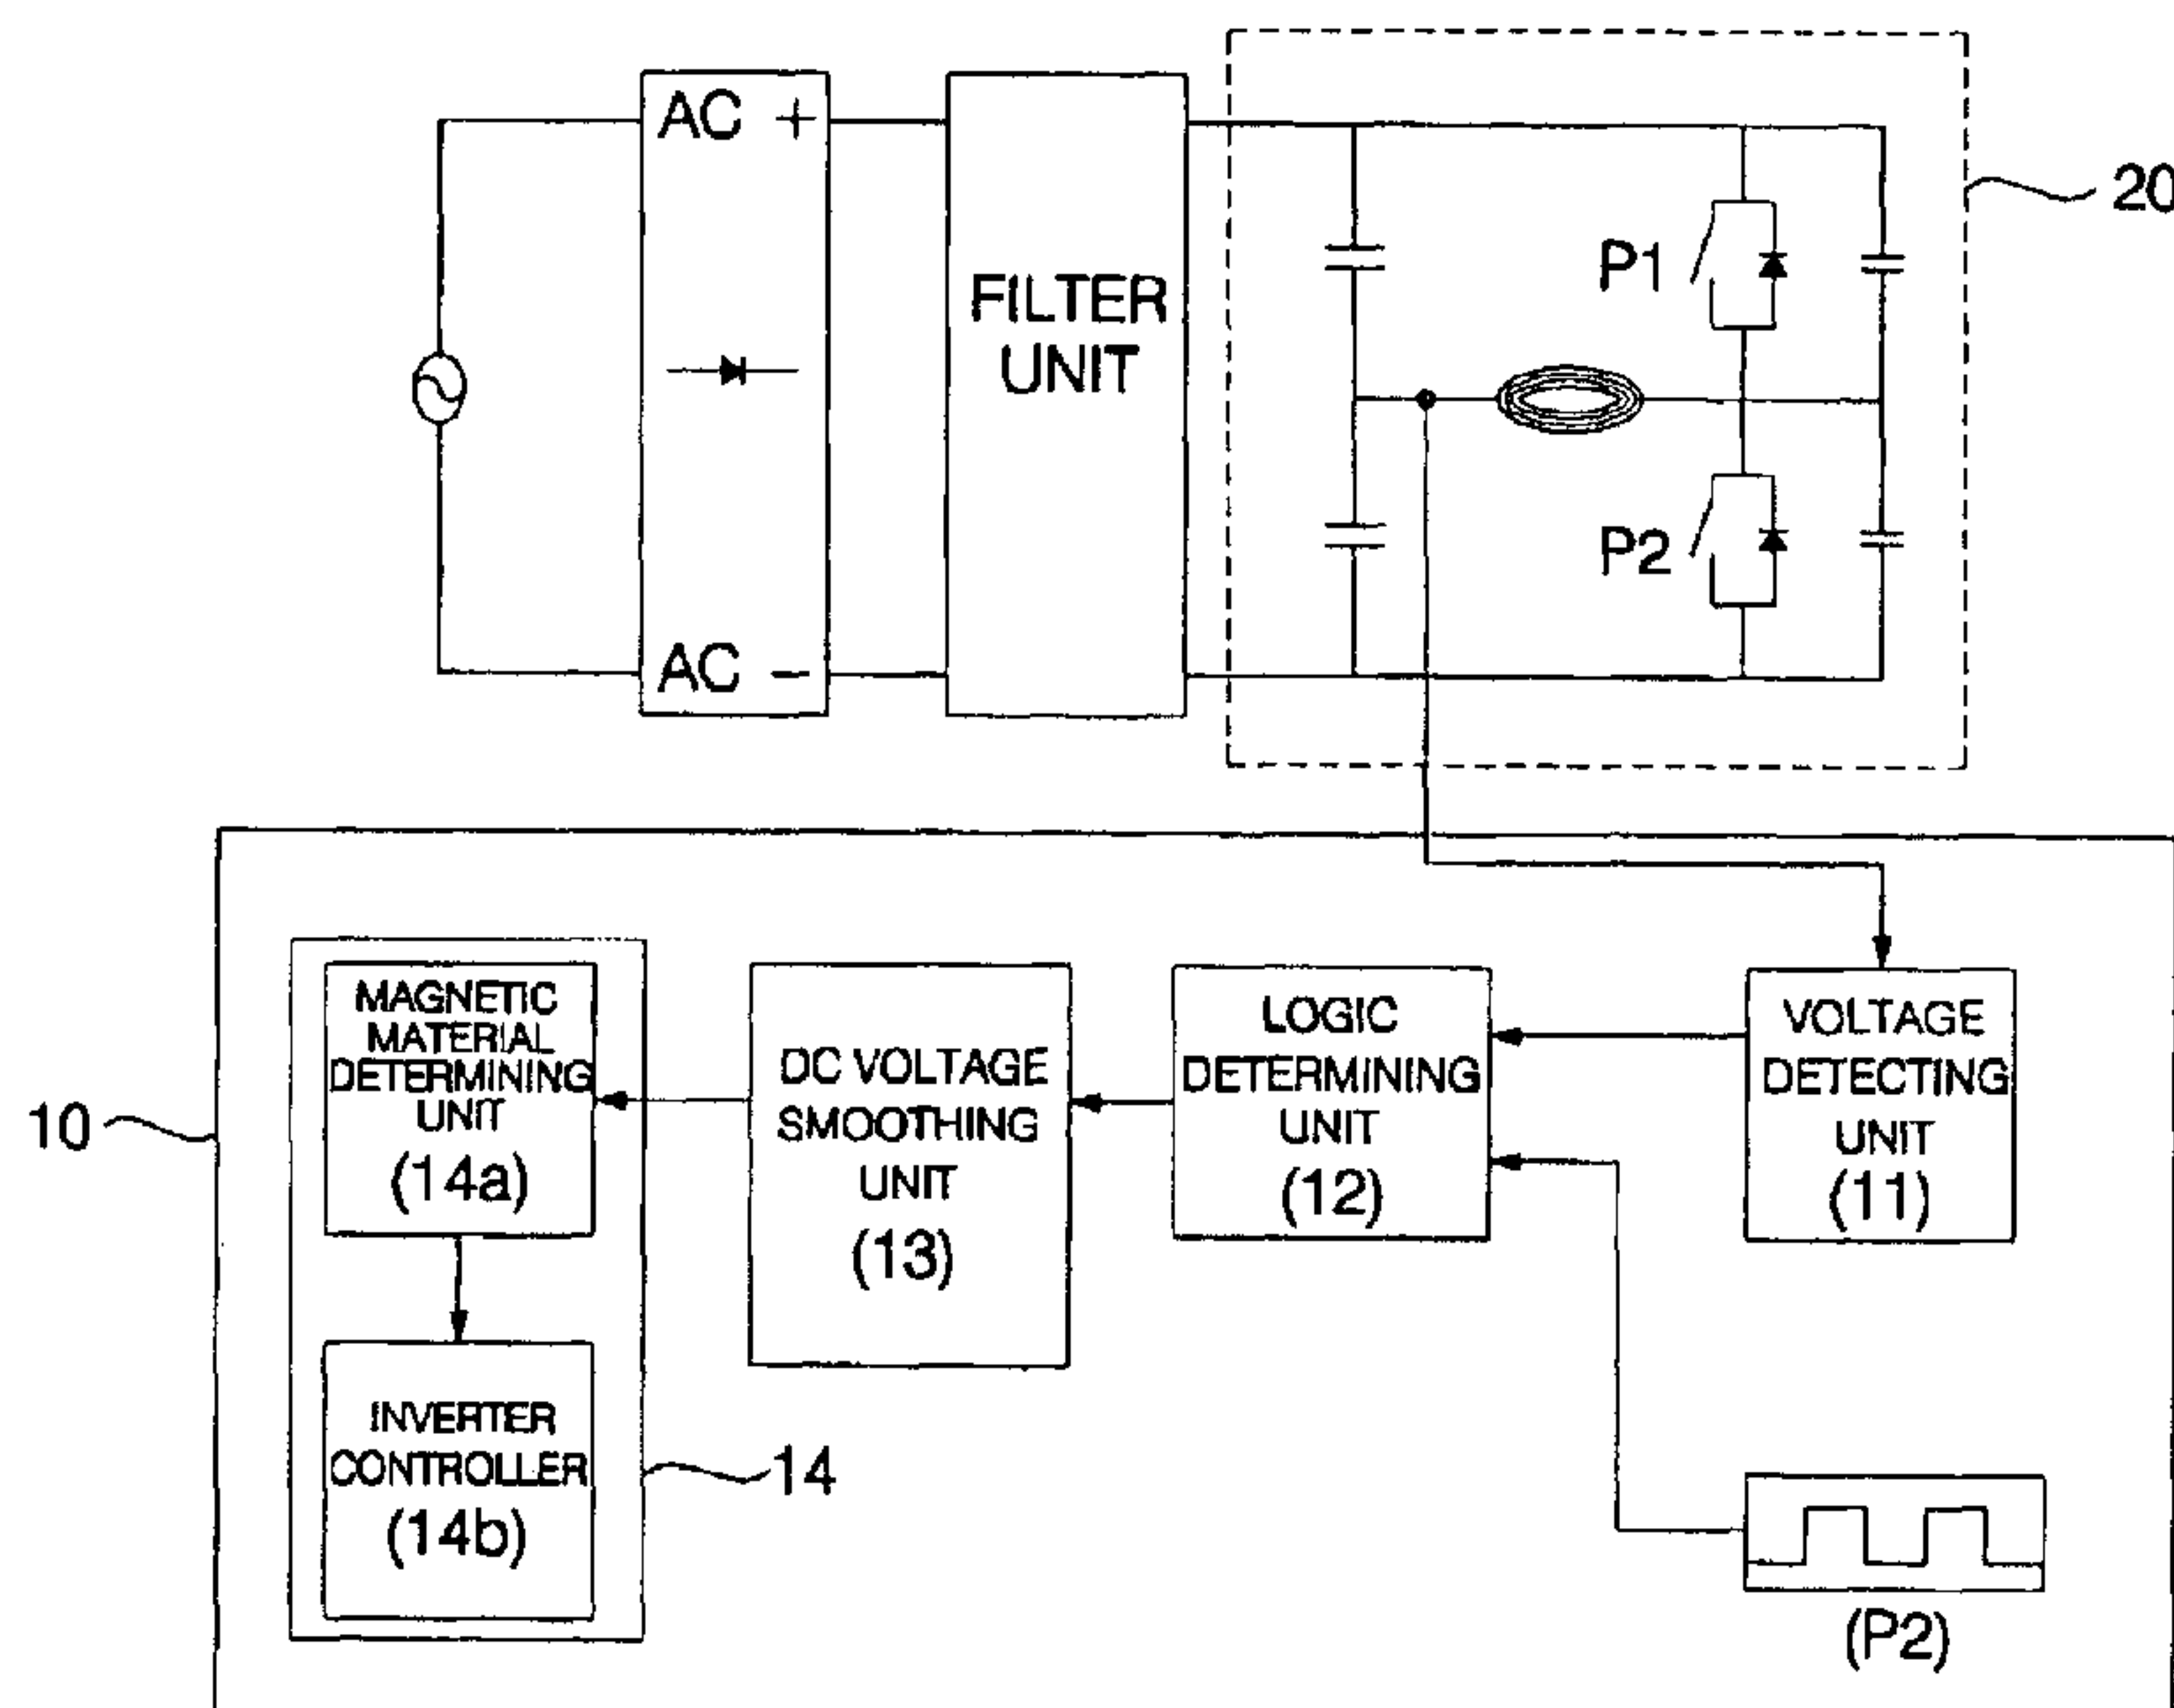 AC +
FILTER
UNIT
AC −
P1
P2
20
10
MAGNETIC
MATERIAL
DETERMINING
UNIT
(14a)
INVERTER
CONTROLLER
(14b)
14
DC VOLTAGE
SMOOTHING
UNIT
(13)
LOGIC
DETERMINING
UNIT
(12)
VOLTAGE
DETECTING
UNIT
(11)
(P2)